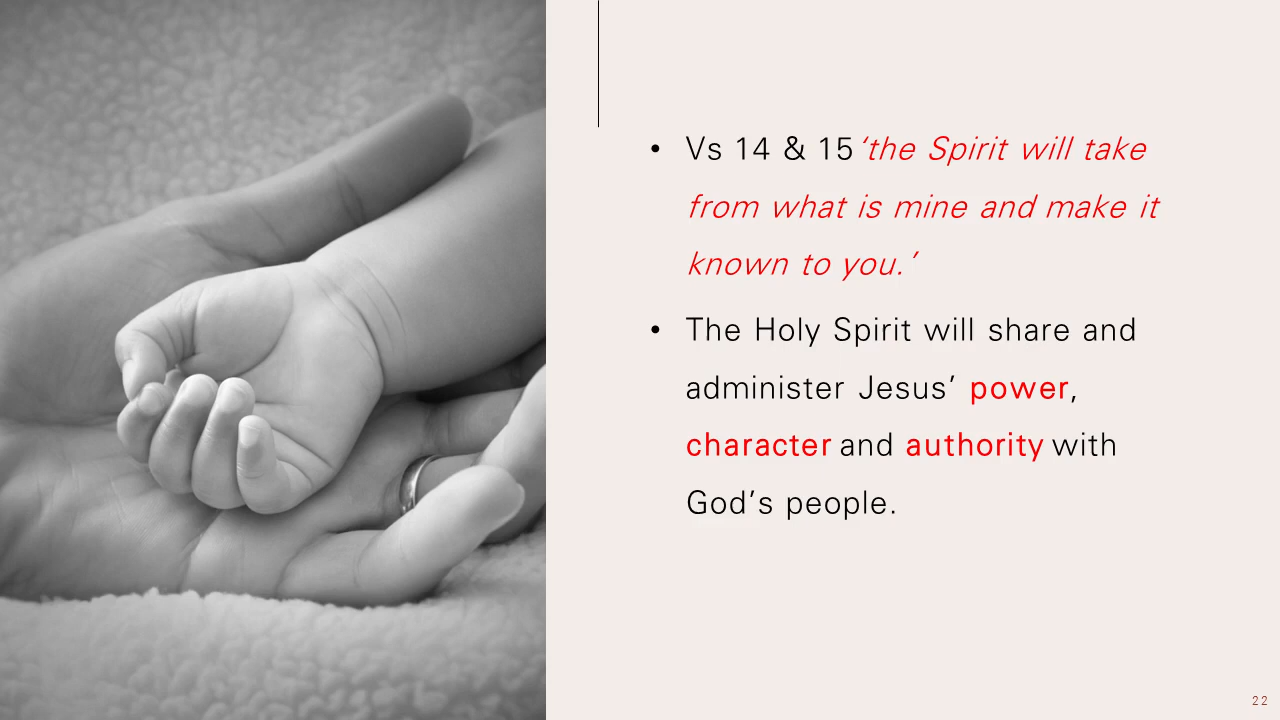 • Vs 14 & 15 ‘the Spirit will take
from what is mine and make it
known to you.’
• The Holy Spirit will share and
administer Jesus’ power,
character and authority with
God’s people.
22